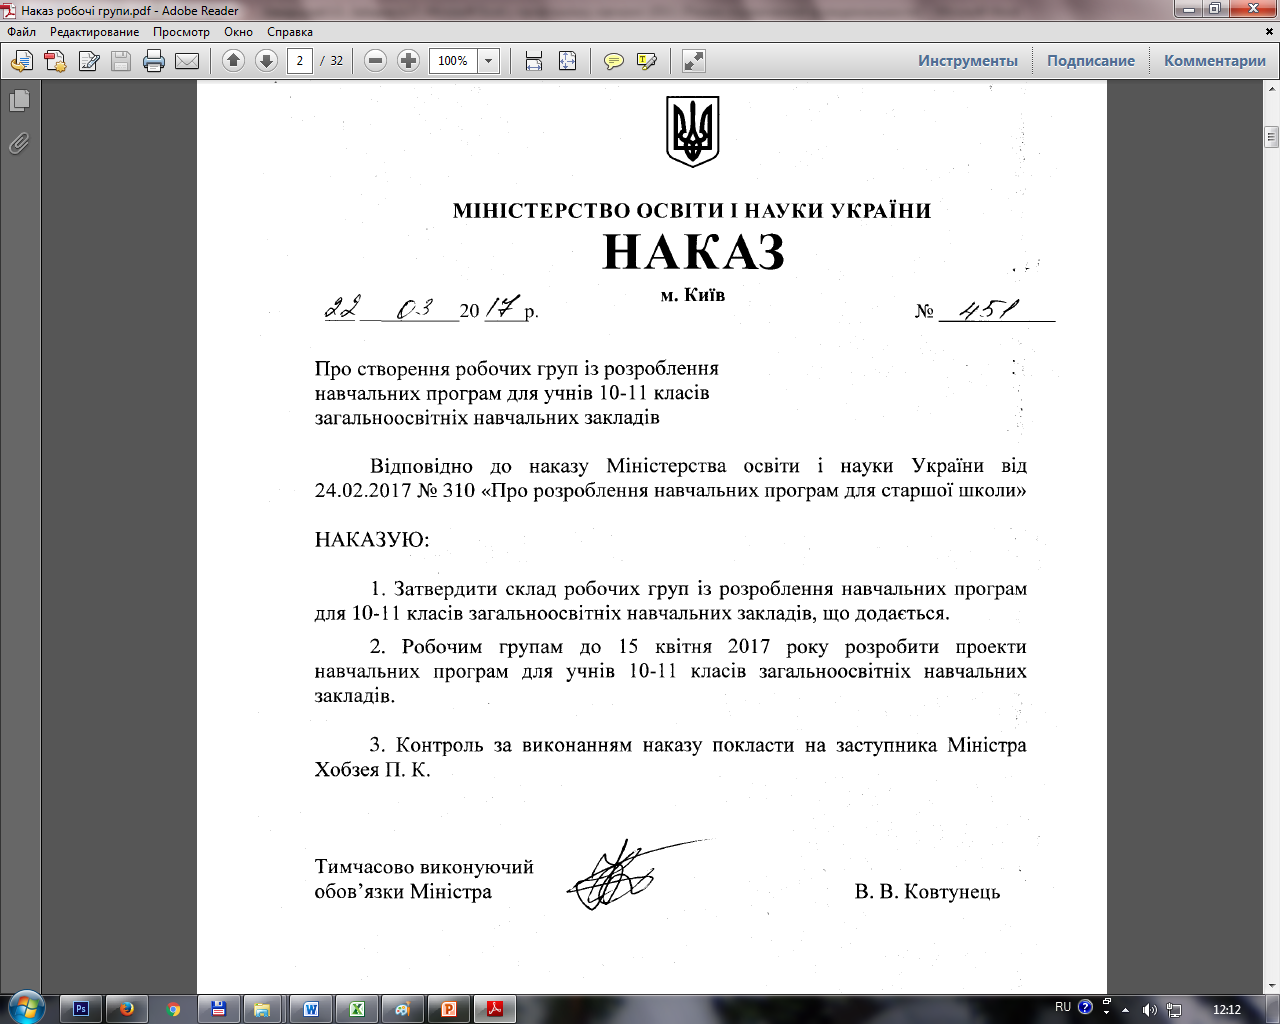 Наказ робочі групи.pdf - Adobe Reader
Файл Редактирование Просмотр Окно Справка
2 / 32 100% Инструменты Подписание Комментарии
МІНІСТЕРСТВО ОСВІТИ І НАУКИ УКРАЇНИ
НАКАЗ
м. Київ
22 03 2017 р. № 451
Про створення робочих груп із розроблення
навчальних програм для учнів 10-11 класів
загальноосвітніх навчальних закладів
Відповідно до наказу Міністерства освіти і науки України від
24.02.2017 № 310 «Про розроблення навчальних програм для старшої школи»
НАКАЗУЮ:
1. Затвердити склад робочих груп із розроблення навчальних програм
для 10-11 класів загальноосвітніх навчальних закладів, що додається.
2. Робочим групам до 15 квітня 2017 року розробити проекти
навчальних програм для учнів 10-11 класів загальноосвітніх навчальних
закладів.
3. Контроль за виконанням наказу покласти на заступника Міністра
Хобзея П. К.
Тимчасово виконуючий
обов’язки Міністра В. В. Ковтунець
RU 12:12